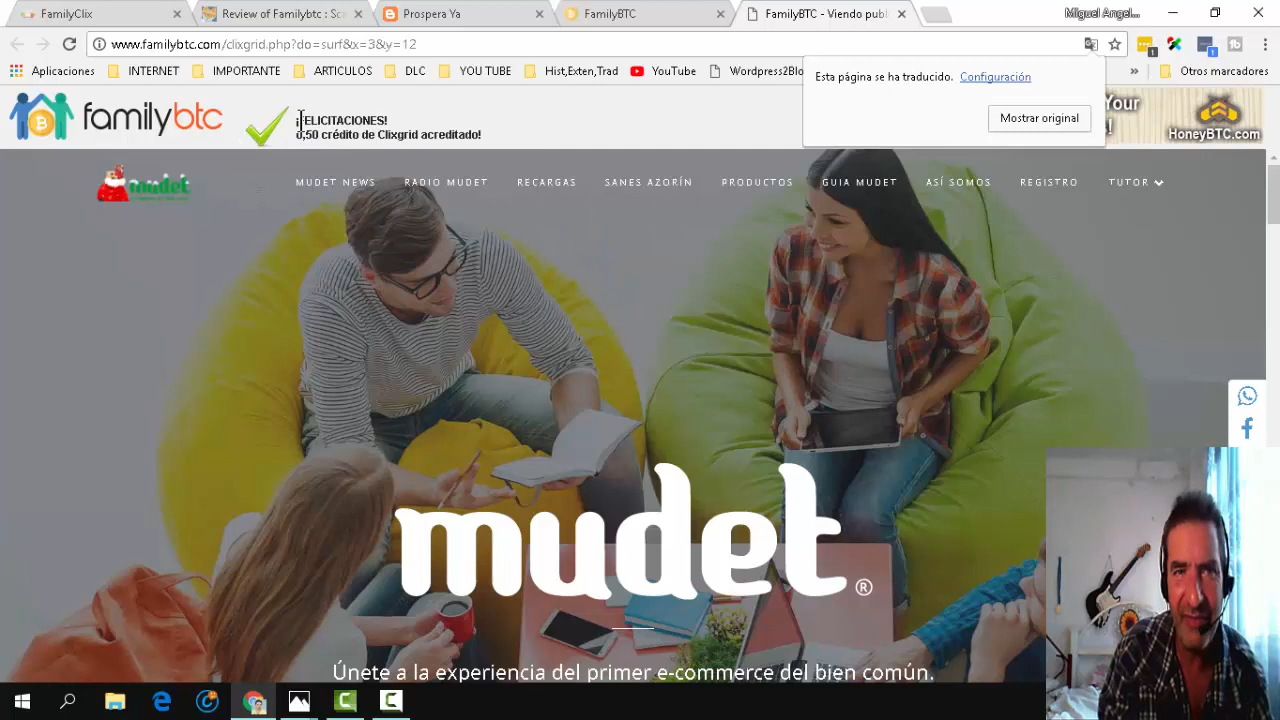 FamilyClix
Review of Familybtc : Sca
Prospera Ya
FamilyBTC
FamilyBTC - Viendo publ
Miguel Angel...
www.familybtc.com/clixgrid.php?do=surf&x=3&y=12
Aplicaciones
INTERNET
IMPORTANTE
ARTICULOS
DLC
YOU TUBE
Hist,Exten,Trad
YouTube
Wordpress2Blo
»
Otros marcadores
Esta página se ha traducido. Configuración
Mostrar original
familybtc
¡FELICITACIONES!
0,50 crédito de Clixgrid acreditado!
Your
s!
HoneyBTC.com
mudet
MUDET NEWS
RADIO MUDET
RECARGAS
SANES AZORÍN
PRODUCTOS
GUIA MUDET
ASÍ SOMOS
REGISTRO
TUTOR
mudet®
Únete a la experiencia del primer e-commerce del bien común.